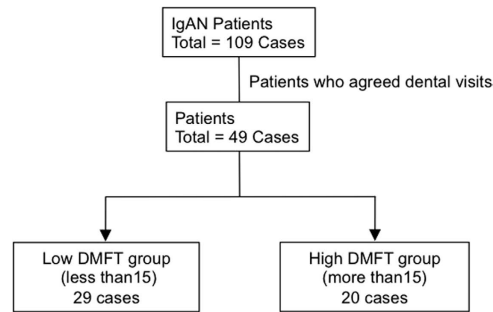 IgAN Patients
Total = 109 Cases
Patients who agreed dental visits
Patients
Total = 49 Cases
Low DMFT group
(less than15)
29 cases
High DMFT group
(more than15)
20 cases